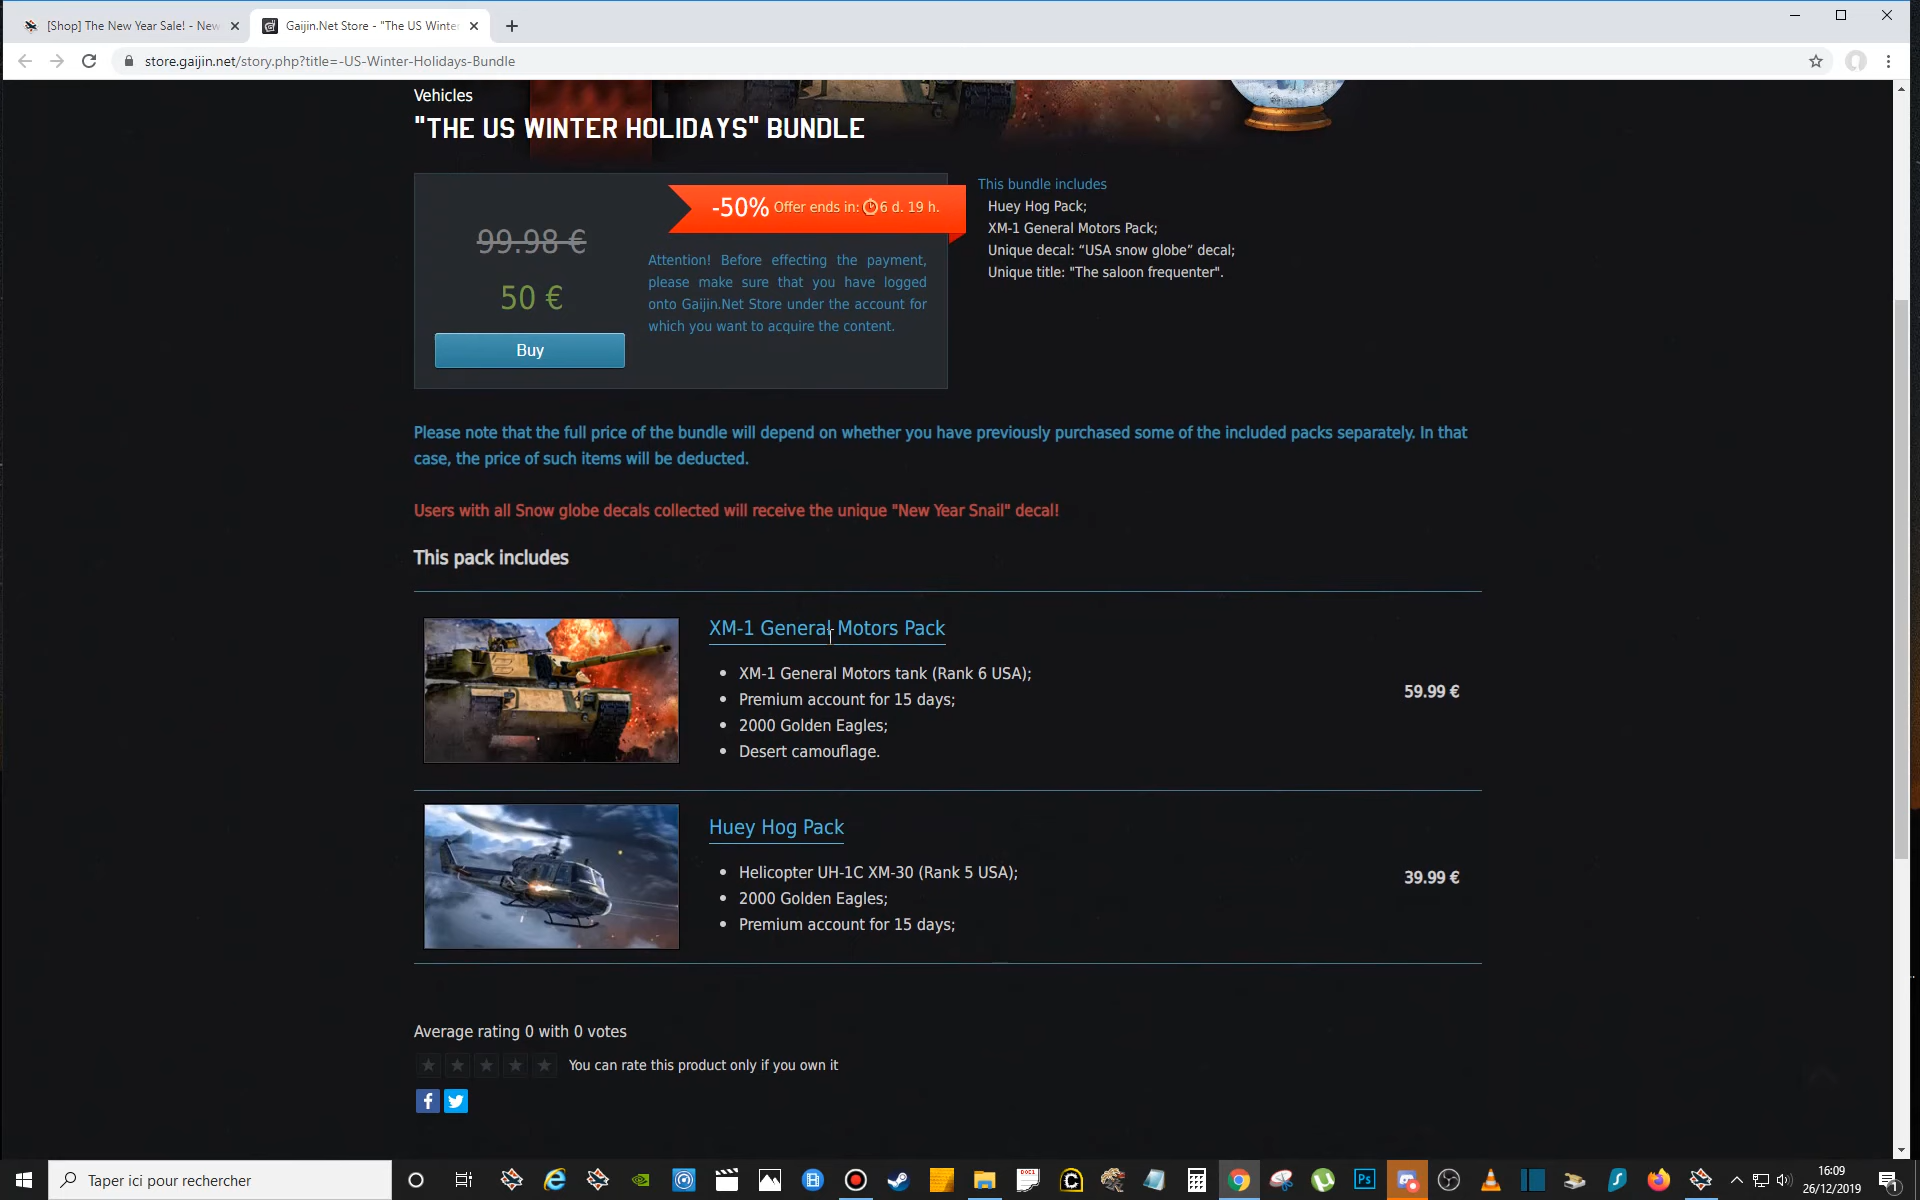 [Shop] The New Year Sale! - New
Gaijin.Net Store - "The US Winter
store.gaijin.net/story.php?title=-US-Winter-Holidays-Bundle
Vehicles
"THE US WINTER HOLIDAYS" BUNDLE
-50% Offer ends in: 6 d. 19 h.
99.98 €
50 €
Buy
Attention! Before effecting the payment,
please make sure that you have logged
onto Gaijin.Net Store under the account for
which you want to acquire the content.
This bundle includes
Huey Hog Pack;
XM-1 General Motors Pack;
Unique decal: “USA snow globe” decal;
Unique title: "The saloon frequenter".
Please note that the full price of the bundle will depend on whether you have previously purchased some of the included packs separately. In that
case, the price of such items will be deducted.
Users with all Snow globe decals collected will receive the unique "New Year Snail" decal!
This pack includes
XM-1 General Motors Pack
XM-1 General Motors tank (Rank 6 USA);
Premium account for 15 days;
2000 Golden Eagles;
Desert camouflage.
59.99 €
Huey Hog Pack
Helicopter UH-1C XM-30 (Rank 5 USA);
2000 Golden Eagles;
Premium account for 15 days;
39.99 €
Average rating 0 with 0 votes
You can rate this product only if you own it
Taper ici pour rechercher
16:09
26/12/2019